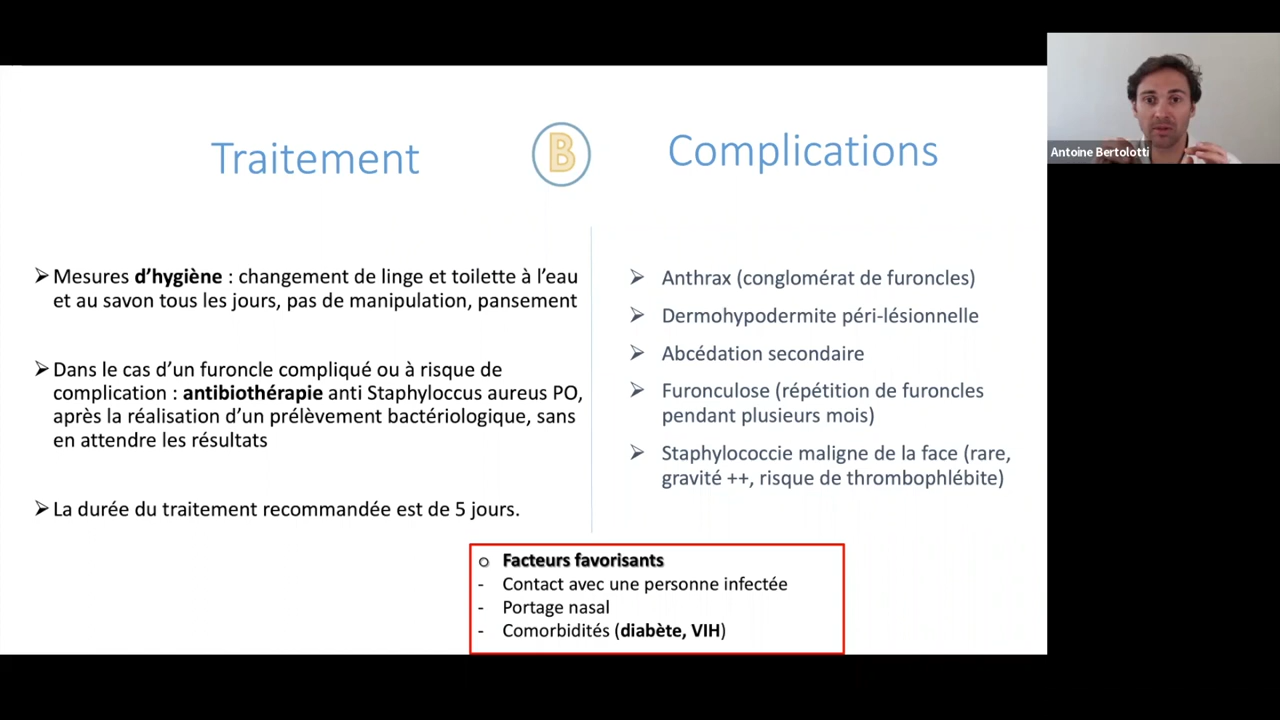 Traitement
B
Complications
Antoine Bertolotti
➢ Mesures d’hygiène : changement de linge et toilette à l’eau
et au savon tous les jours, pas de manipulation, pansement
➢ Dans le cas d’un furoncle compliqué ou à risque de
complication : antibiothérapie anti Staphyloccus aureus PO,
après la réalisation d’un prélèvement bactériologique, sans
en attendre les résultats
➢ La durée du traitement recommandée est de 5 jours.
➢ Anthrax (conglomérat de furoncles)
➢ Dermohypodermite péri-lésionnelle
➢ Abcédation secondaire
➢ Furonculose (répétition de furoncles
pendant plusieurs mois)
➢ Staphylococcie maligne de la face (rare,
gravité ++, risque de thrombophlébite)
o Facteurs favorisants
- Contact avec une personne infectée
- Portage nasal
- Comorbidités (diabète, VIH)